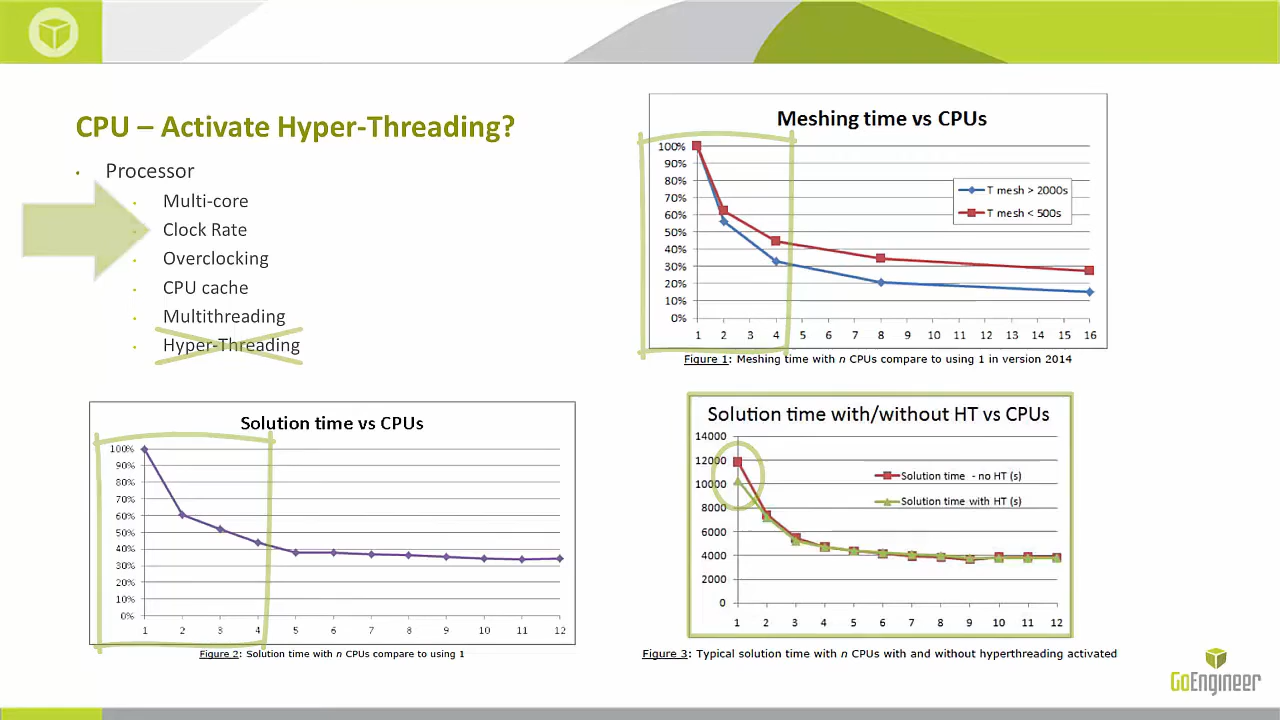 CPU – Activate Hyper-Threading?
Processor
Multi-core
Clock Rate
Overclocking
CPU cache
Multithreading
Hyper-Threading
Meshing time vs CPUs
100%
90%
80%
70%
60%
50%
40%
30%
20%
10%
0%
T mesh > 2000s
T mesh < 500s
1 2 3 4 5 6 7 8 9 10 11 12 13 14 15 16
Figure 1: Meshing time with n CPUs compare to using 1 in version 2014
Solution time vs CPUs
100%
90%
80%
70%
60%
50%
40%
30%
20%
10%
0%
1 2 3 4 5 6 7 8 9 10 11 12
Figure 2: Solution time with n CPUs compare to using 1
Solution time with/without HT vs CPUs
14000
12000
10000
8000
6000
4000
2000
0
Solution time - no HT (s)
Solution time with HT (s)
1 2 3 4 5 6 7 8 9 10 11 12
Figure 3: Typical solution time with n CPUs with and without hyperthreading activated
GoEngineer